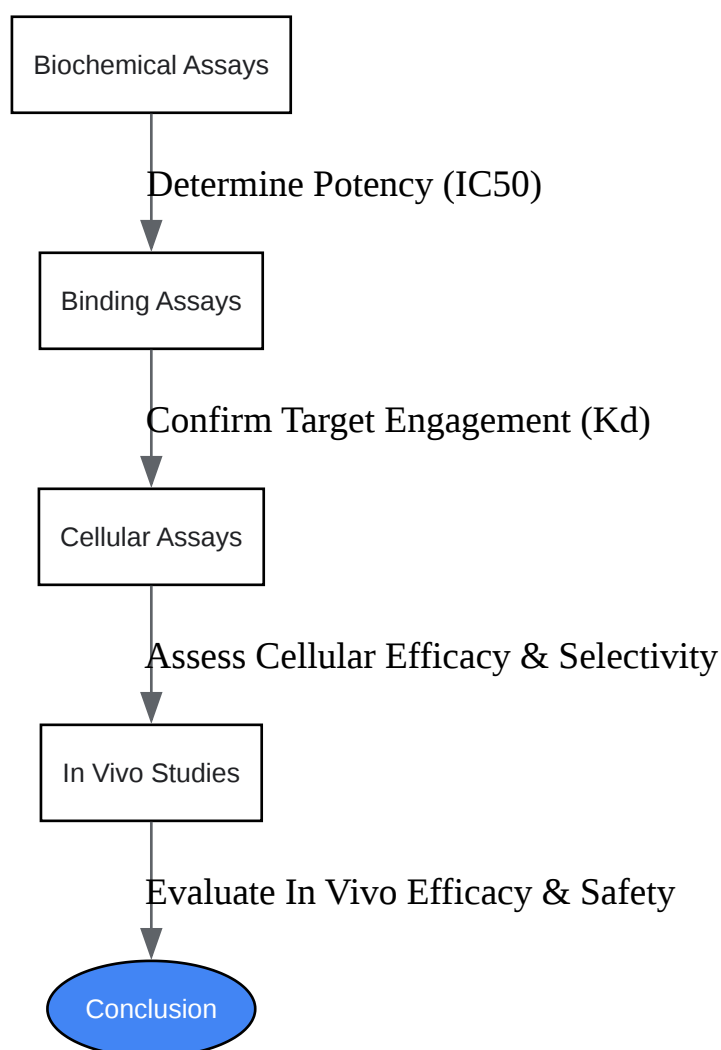 Biochemical Assays
Determine Potency (IC50)
Binding Assays
Confirm Target Engagement (Kd)
Cellular Assays
Assess Cellular Efficacy & Selectivity
In Vivo Studies
Evaluate In Vivo Efficacy & Safety
Conclusion